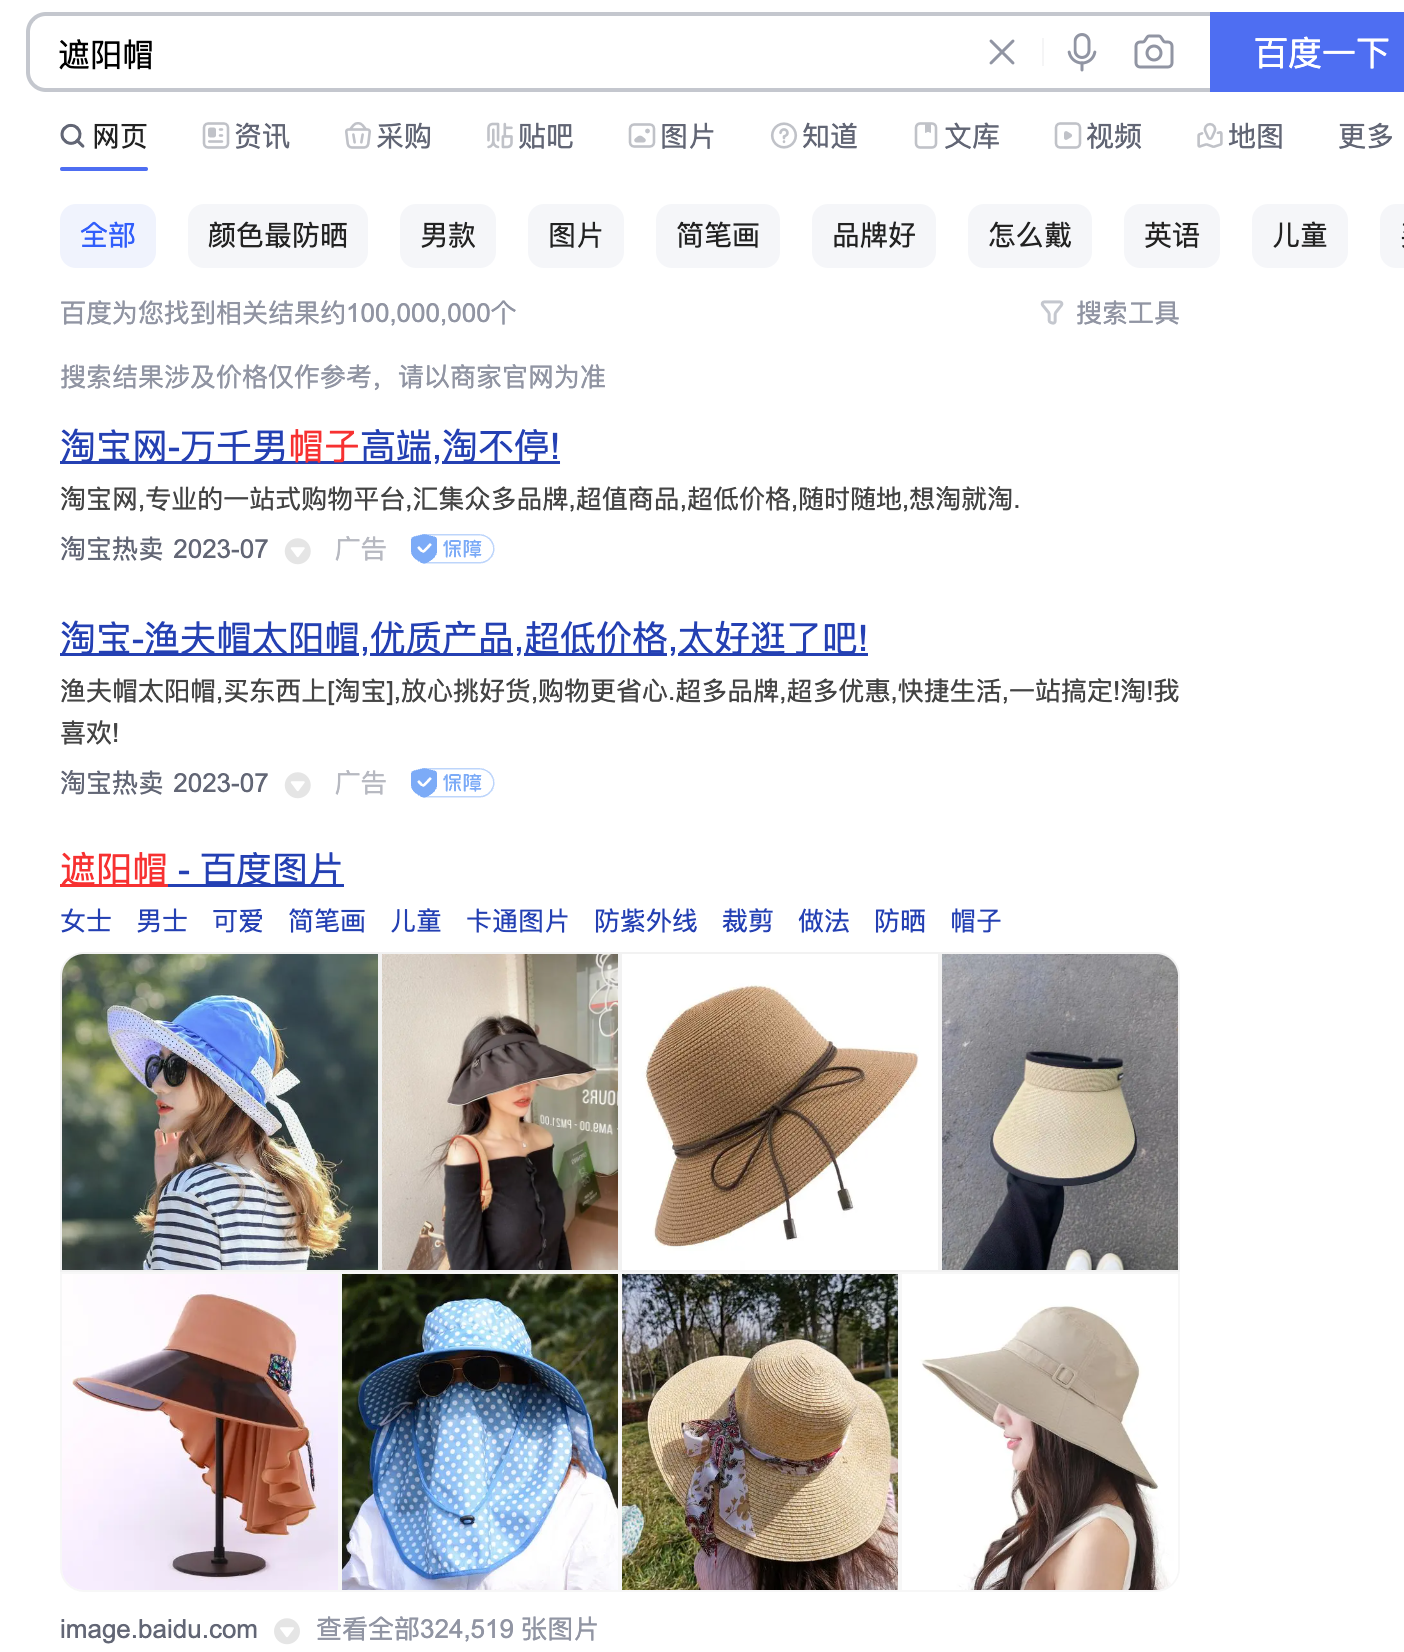 遮阳帽
百度一下
网页 资讯 采购 贴吧 图片 知道 文库 视频 地图 更多
全部 颜色最防晒 男款 图片 简笔画 品牌好 怎么戴 英语 儿童
百度为您找到相关结果约100,000,000个 搜索工具
搜索结果涉及价格仅作参考，请以商家官网为准
淘宝网-万千男帽子高端,淘不停!
淘宝网,专业的一站式购物平台,汇集众多品牌,超值商品,超低价格,随时随地,想淘就淘.
淘宝热卖 2023-07 广告 保障
淘宝-渔夫帽太阳帽,优质产品,超低价格,太好逛了吧!
渔夫帽太阳帽,买东西上[淘宝],放心挑好货,购物更省心.超多品牌,超多优惠,快捷生活,一站搞定!淘!我
喜欢!
淘宝热卖 2023-07 广告 保障
遮阳帽 - 百度图片
女士 男士 可爱 简笔画 儿童 卡通图片 防紫外线 裁剪 做法 防晒 帽子
image.baidu.com 查看全部324,519 张图片